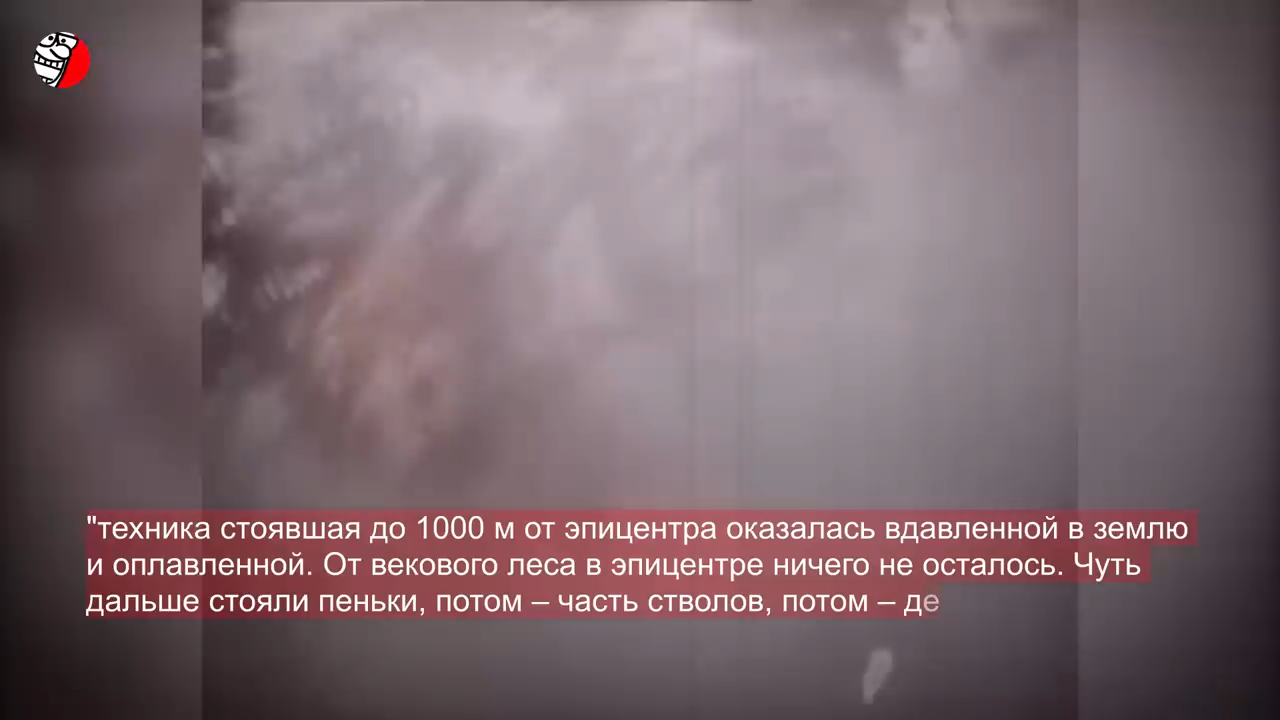 "техника стоявшая до 1000 м от эпицентра оказалась вдавленной в землю
и оплавленной. От векового леса в эпицентре ничего не осталось. Чуть
дальше стояли пеньки, потом – часть стволов, потом – де